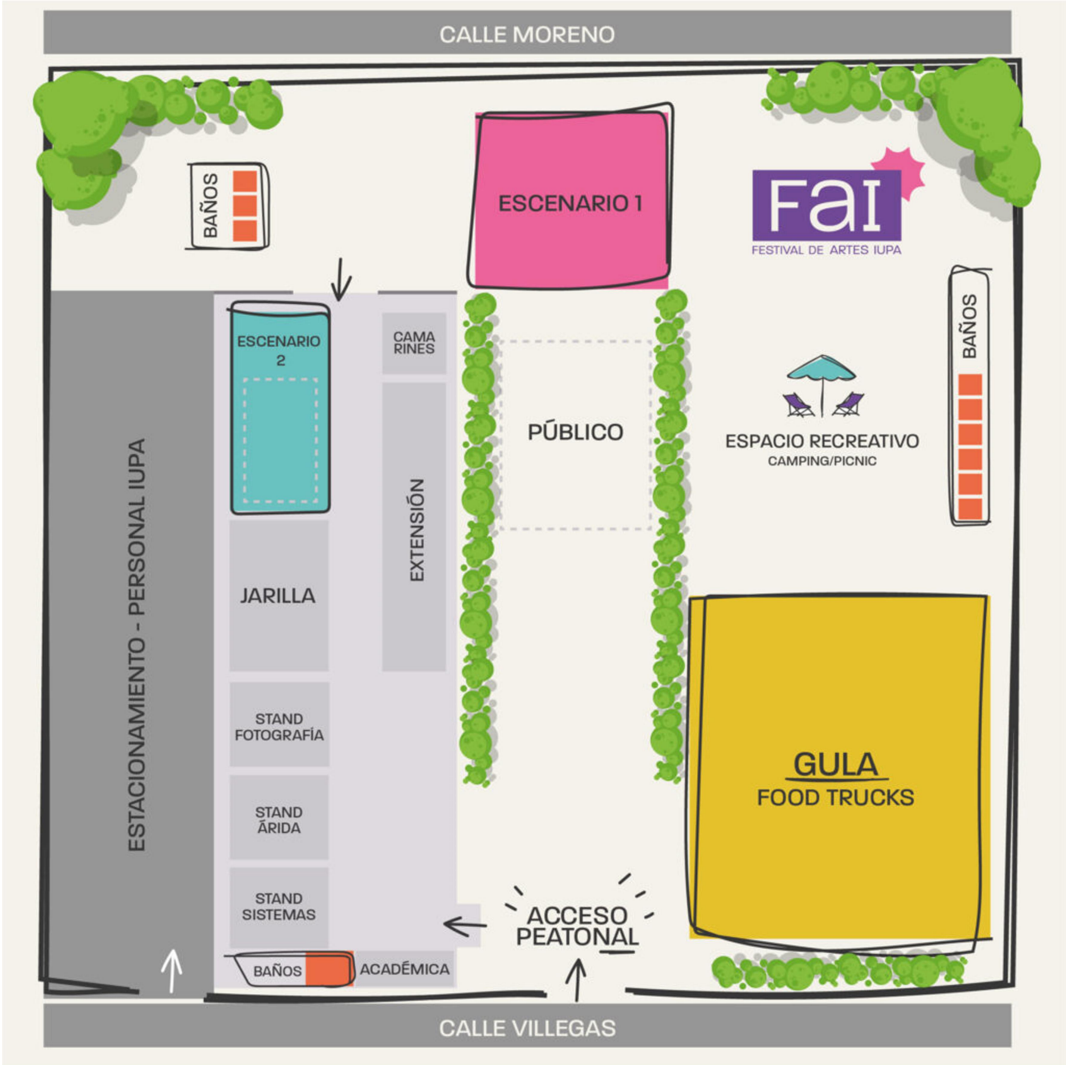 CALLE MORENO
BAÑOS
ESCENARIO 1
FaI
FESTIVAL DE ARTES IUPA
ESCENARIO
2
CAMA
RINES
BAÑOS
PÚBLICO
ESPACIO RECREATIVO
CAMPING/PICNIC
ESTACIONAMIENTO - PERSONAL IUPA
EXTENSIÓN
JARILLA
STAND
FOTOGRAFÍA
GULA
FOOD TRUCKS
STAND
ÁRIDA
STAND
SISTEMAS
ACCESO
PEATONAL
BAÑOS
ACADÉMICA
CALLE VILLEGAS